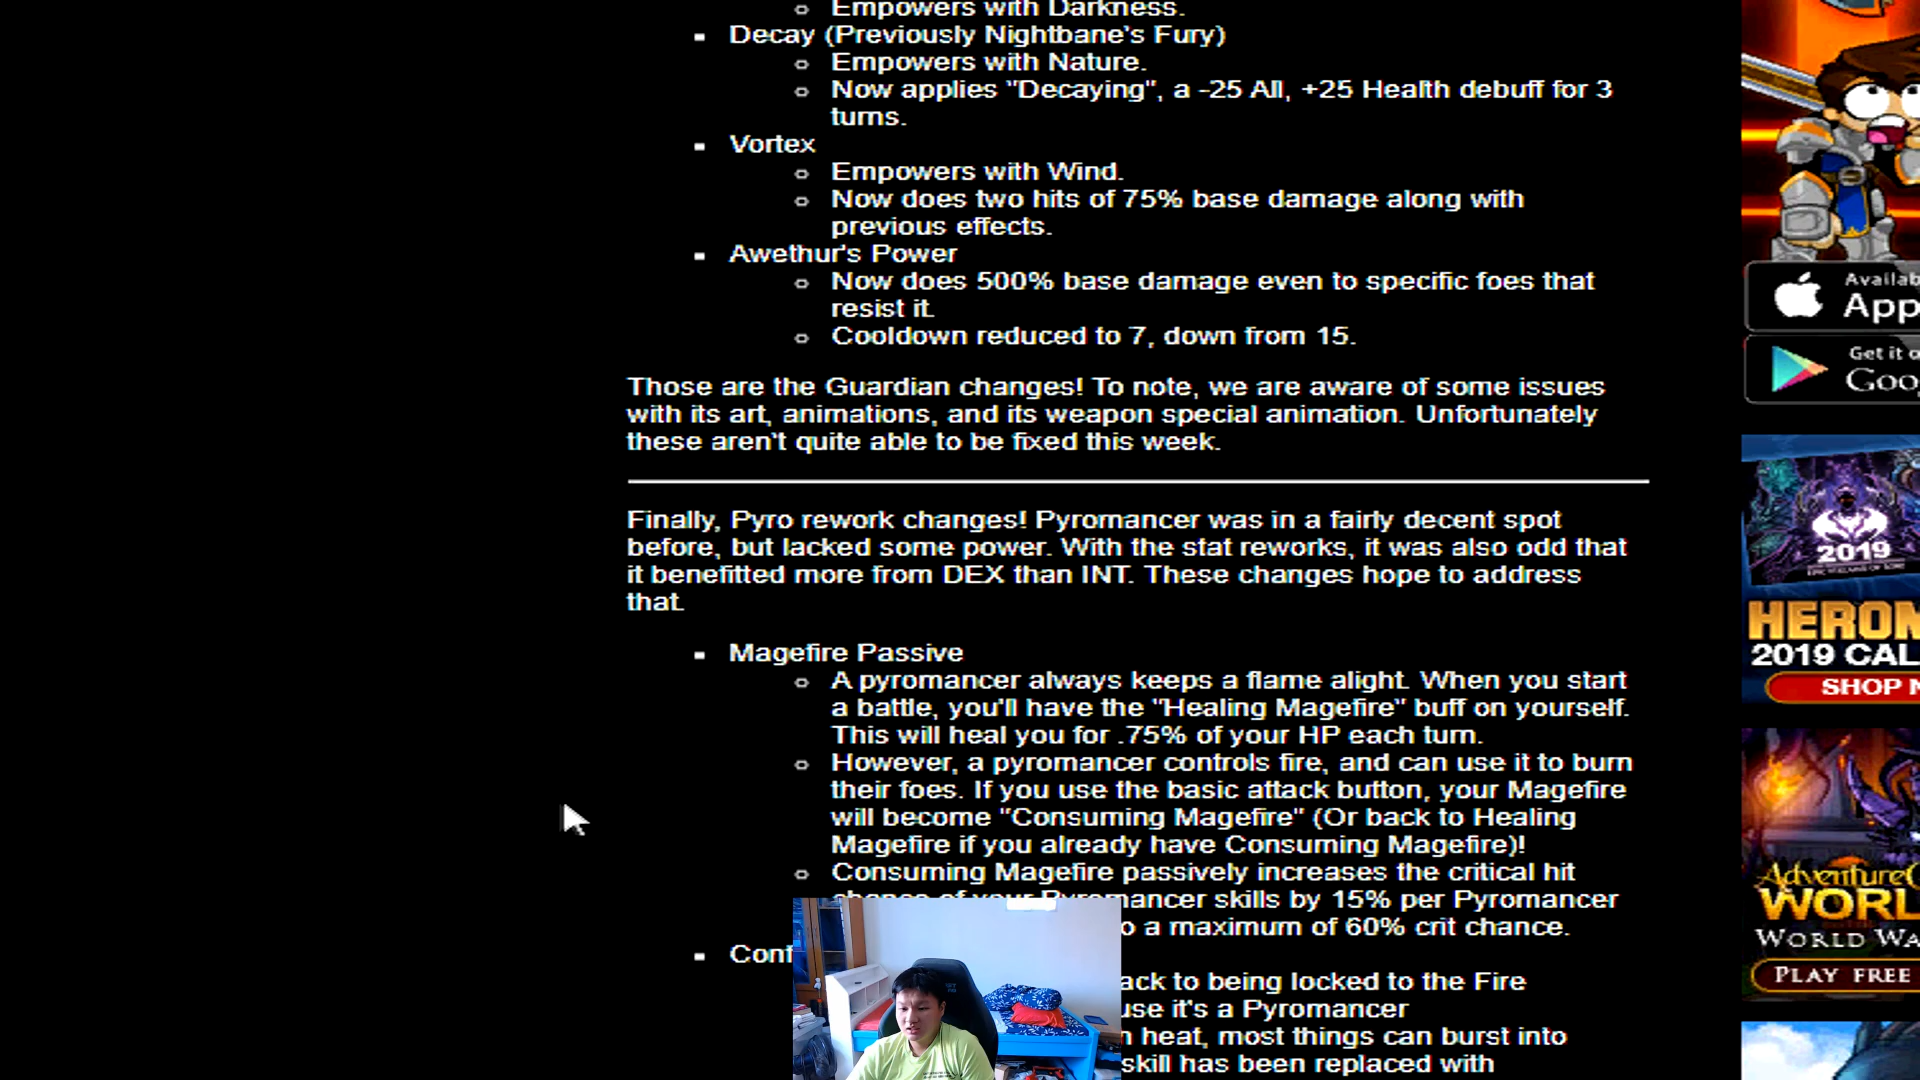 Empowers with Darkness.
Decay (Previously Nightbane's Fury)
Empowers with Nature.
Now applies "Decaying", a -25 All, +25 Health debuff for 3
turns.
Vortex
Empowers with Wind.
Now does two hits of 75% base damage along with
previous effects.
Awethur's Power
Now does 500% base damage even to specific foes that
resist it.
Cooldown reduced to 7, down from 15.
Those are the Guardian changes! To note, we are aware of some issues
with its art, animations, and its weapon special animation. Unfortunately
these aren't quite able to be fixed this week.
Finally, Pyro rework changes! Pyromancer was in a fairly decent spot
before, but lacked some power. With the stat reworks, it was also odd that
it benefitted more from DEX than INT. These changes hope to address
that.
Magefire Passive
A pyromancer always keeps a flame alight. When you start
a battle, you'll have the "Healing Magefire" buff on yourself.
This will heal you for .75% of your HP each turn.
However, a pyromancer controls fire, and can use it to burn
their foes. If you use the basic attack button, your Magefire
will become "Consuming Magefire" (Or back to Healing
Magefire if you already have Consuming Magefire)!
Consuming Magefire passively increases the critical hit
chance of your Pyromancer skills by 15% per Pyromancer
o a maximum of 60% crit chance.
Conf
ack to being locked to the Fire
use it's a Pyromancer
n heat, most things can burst into
skill has been replaced with
Availab
App
Get it o
Goo
2019
HEROM
2019 CAL
SHOP N
AdventureQ
WORL
WORLD WA
PLAY FREE